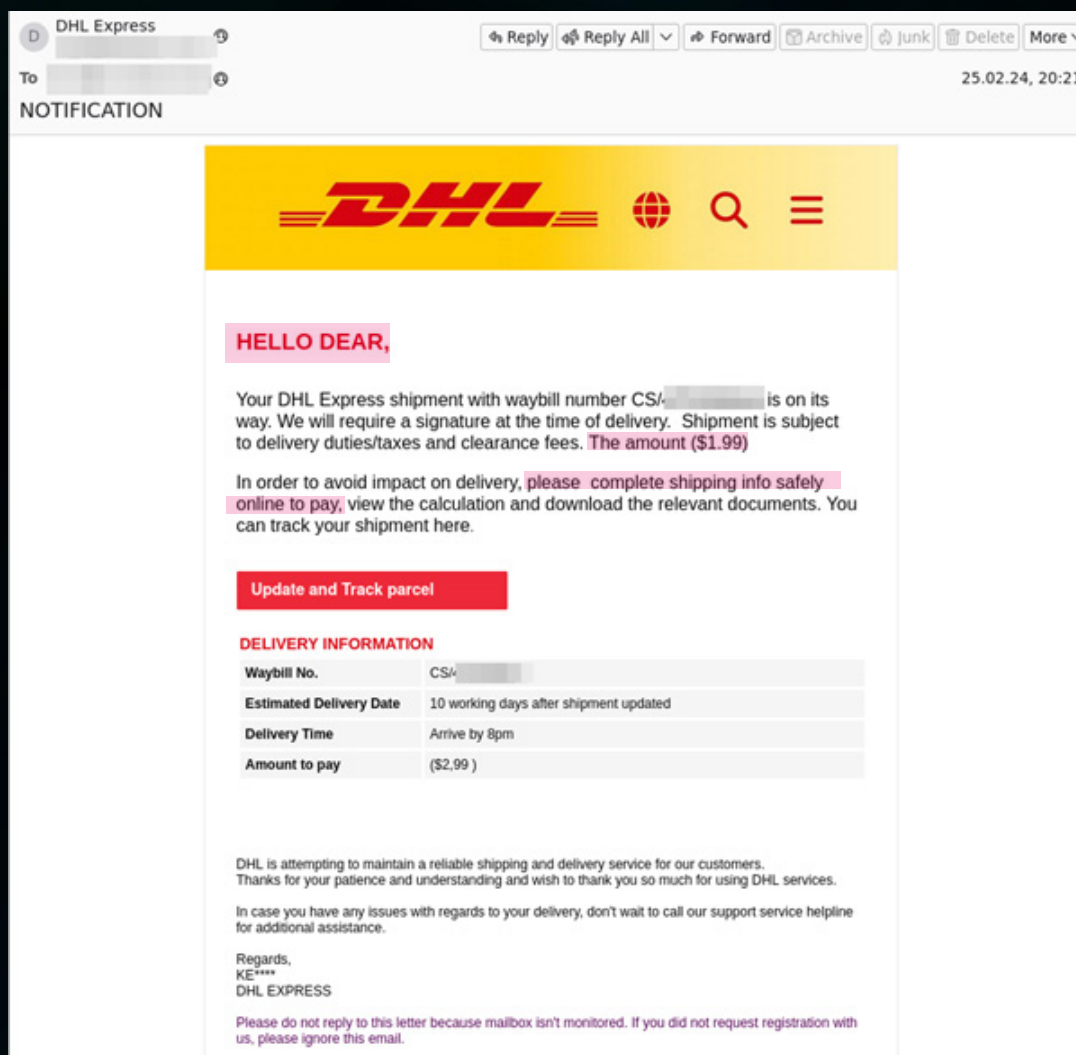 D DHL Express
Reply Reply All Forward Archive Junk Delete More
To
25.02.24, 20:21
NOTIFICATION
DHL
HELLO DEAR,
Your DHL Express shipment with waybill number CS/ is on its
way. We will require a signature at the time of delivery. Shipment is subject
to delivery duties/taxes and clearance fees. The amount ($1.99)
In order to avoid impact on delivery, please complete shipping info safely
online to pay, view the calculation and download the relevant documents. You
can track your shipment here.
Update and Track parcel
DELIVERY INFORMATION
Waybill No. CS/
Estimated Delivery Date 10 working days after shipment updated
Delivery Time Arrive by 8pm
Amount to pay ($2,99 )
DHL is attempting to maintain a reliable shipping and delivery service for our customers.
Thanks for your patience and understanding and wish to thank you so much for using DHL services.
In case you have any issues with regards to your delivery, don't wait to call our support service helpline
for additional assistance.
Regards,
KE****
DHL EXPRESS
Please do not reply to this letter because mailbox isn't monitored. If you did not request registration with
us, please ignore this email.